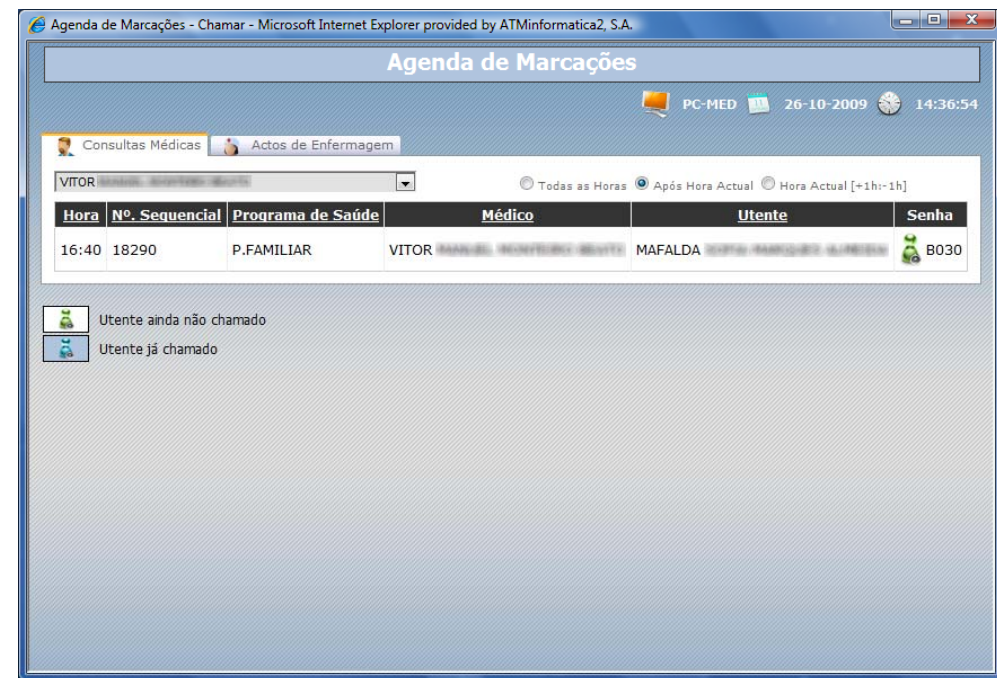 Agenda de Marcações - Chamar - Microsoft Internet Explorer provided by ATMinformatica2, S.A.
Agenda de Marcações
PC-MED 26-10-2009 14:36:54
Consultas Médicas Actos de Enfermagem
VITOR Todas as Horas Após Hora Actual Hora Actual [+1h:-1h]
Hora Nº. Sequencial Programa de Saúde Médico Utente Senha
16:40 18290 P.FAMILIAR VITOR MAFALDA B030
Utente ainda não chamado
Utente já chamado